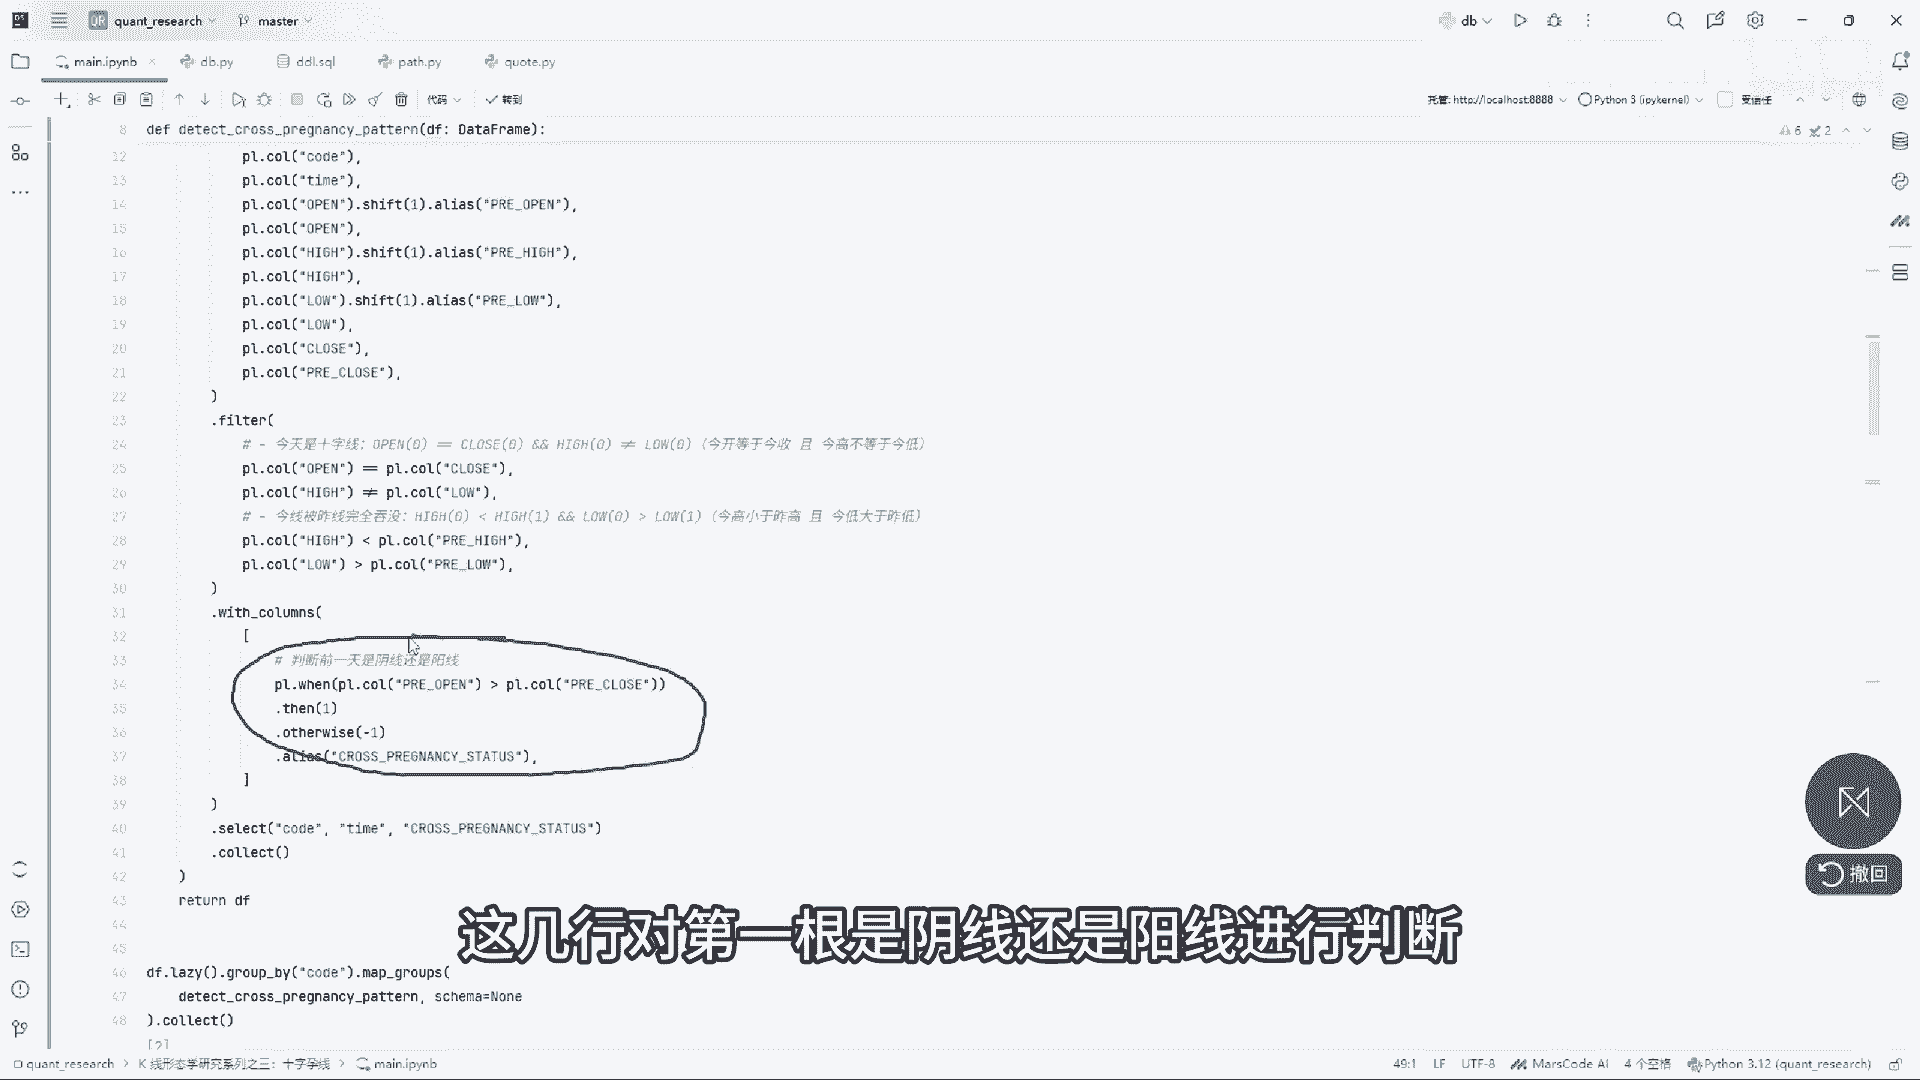 QR quant_research master db
main.ipynb db.py ddl.sql path.py quote.py
代码 转到 托管: http://localhost:8888 Python 3 (ipykernel) 受信任
8 def detect_cross_pregnancy_pattern(df: DataFrame): 6 2
12 pl.col("code"),
13 pl.col("time"),
14 pl.col("OPEN").shift(1).alias("PRE_OPEN"),
15 pl.col("OPEN"),
16 pl.col("HIGH").shift(1).alias("PRE_HIGH"),
17 pl.col("HIGH"),
18 pl.col("LOW").shift(1).alias("PRE_LOW"),
19 pl.col("LOW"),
20 pl.col("CLOSE"),
21 pl.col("PRE_CLOSE"),
22 )
23 .filter(
24 # - 今天是十字线: OPEN(0) == CLOSE(0) && HIGH(0) ≠ LOW(0) (今开等于今收 且 今高不等于今低)
25 pl.col("OPEN") == pl.col("CLOSE"),
26 pl.col("HIGH") ≠ pl.col("LOW"),
27 # - 今线被昨线完全吞没: HIGH(0) < HIGH(1) && LOW(0) > LOW(1) (今高小于昨高 且 今低大于昨低)
28 pl.col("HIGH") < pl.col("PRE_HIGH"),
29 pl.col("LOW") > pl.col("PRE_LOW"),
30 )
31 .with_columns(
32 [
33 # 判断前一天是阴线还是阳线
34 pl.when(pl.col("PRE_OPEN") > pl.col("PRE_CLOSE"))
35 .then(1)
36 .otherwise(-1)
37 .alias("CROSS_PREGNANCY_STATUS"),
38 ]
39 )
40 .select("code", "time", "CROSS_PREGNANCY_STATUS")
41 .collect()
42 )
43 return df
44
45
46 df.lazy().group_by("code").map_groups(
47 detect_cross_pregnancy_pattern, schema=None
48 ).collect()
[2]
撤回
这几行对第一根是阴线还是阳线进行判断
quant_research > K 线形态学研究系列之三: 十字孕线 > main.ipynb 49:1 LF UTF-8 MarsCode AI 4 个空格 Python 3.12 (quant_research)